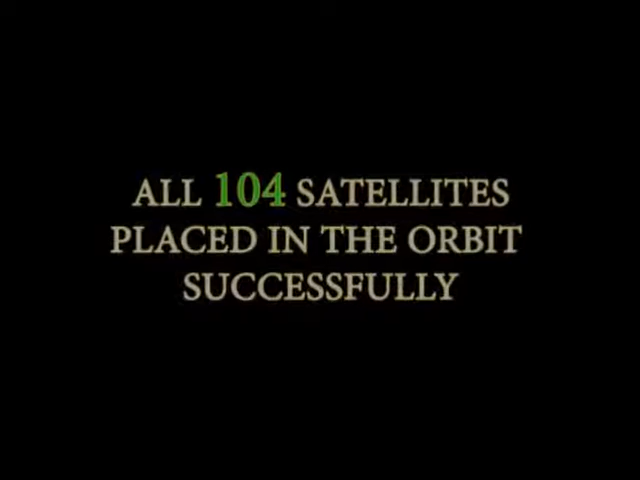 ALL 104 SATELLITES
PLACED IN THE ORBIT
SUCCESSFULLY